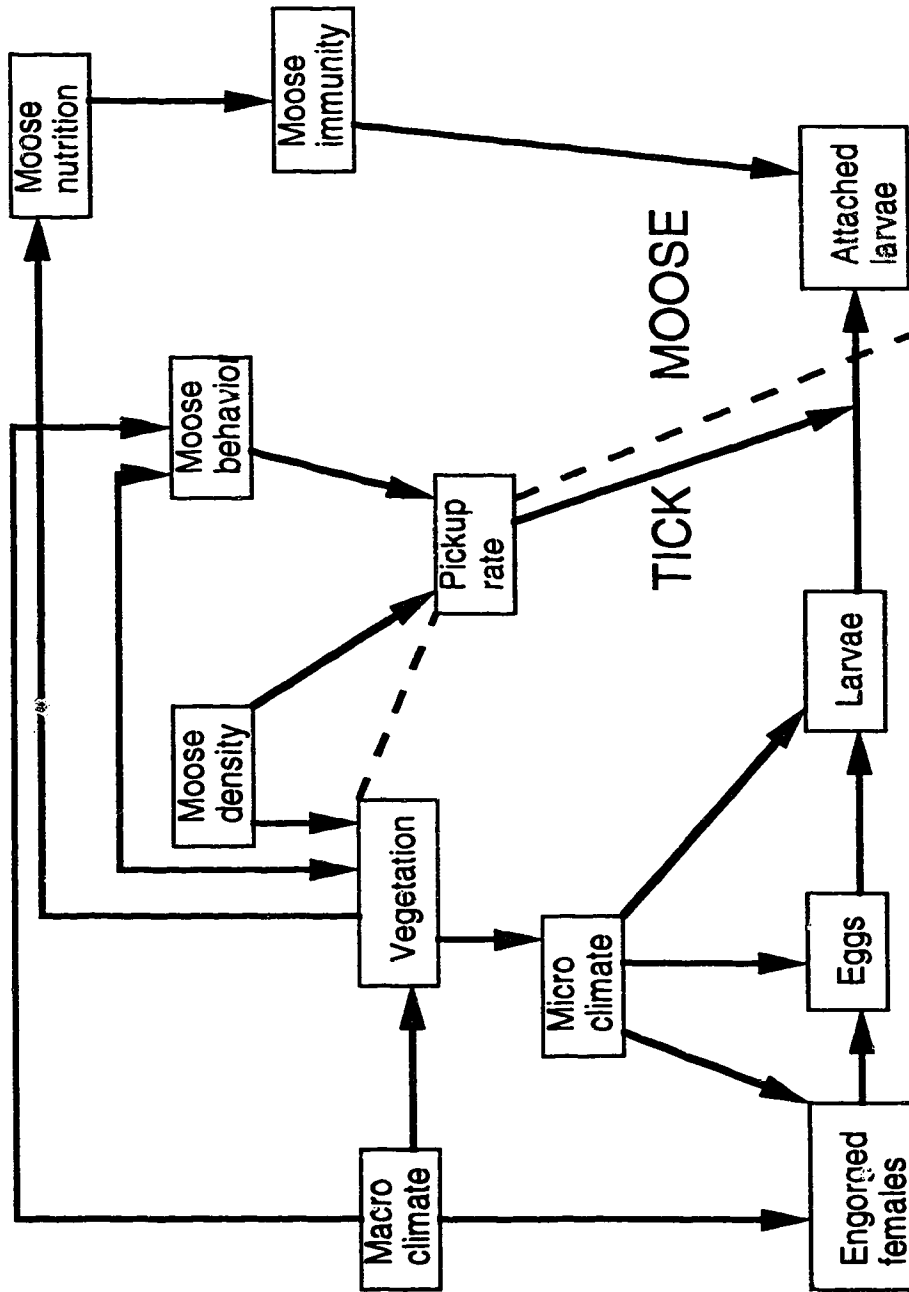 Moose
nutrition
Moose
immunity
Moose
behavior
Moose
density
Pickup
rate
Vegetation
Macro
climate
Micro
climate
TICK
MOOSE
Engorged
females
Eggs
Larvae
Attached
larvae